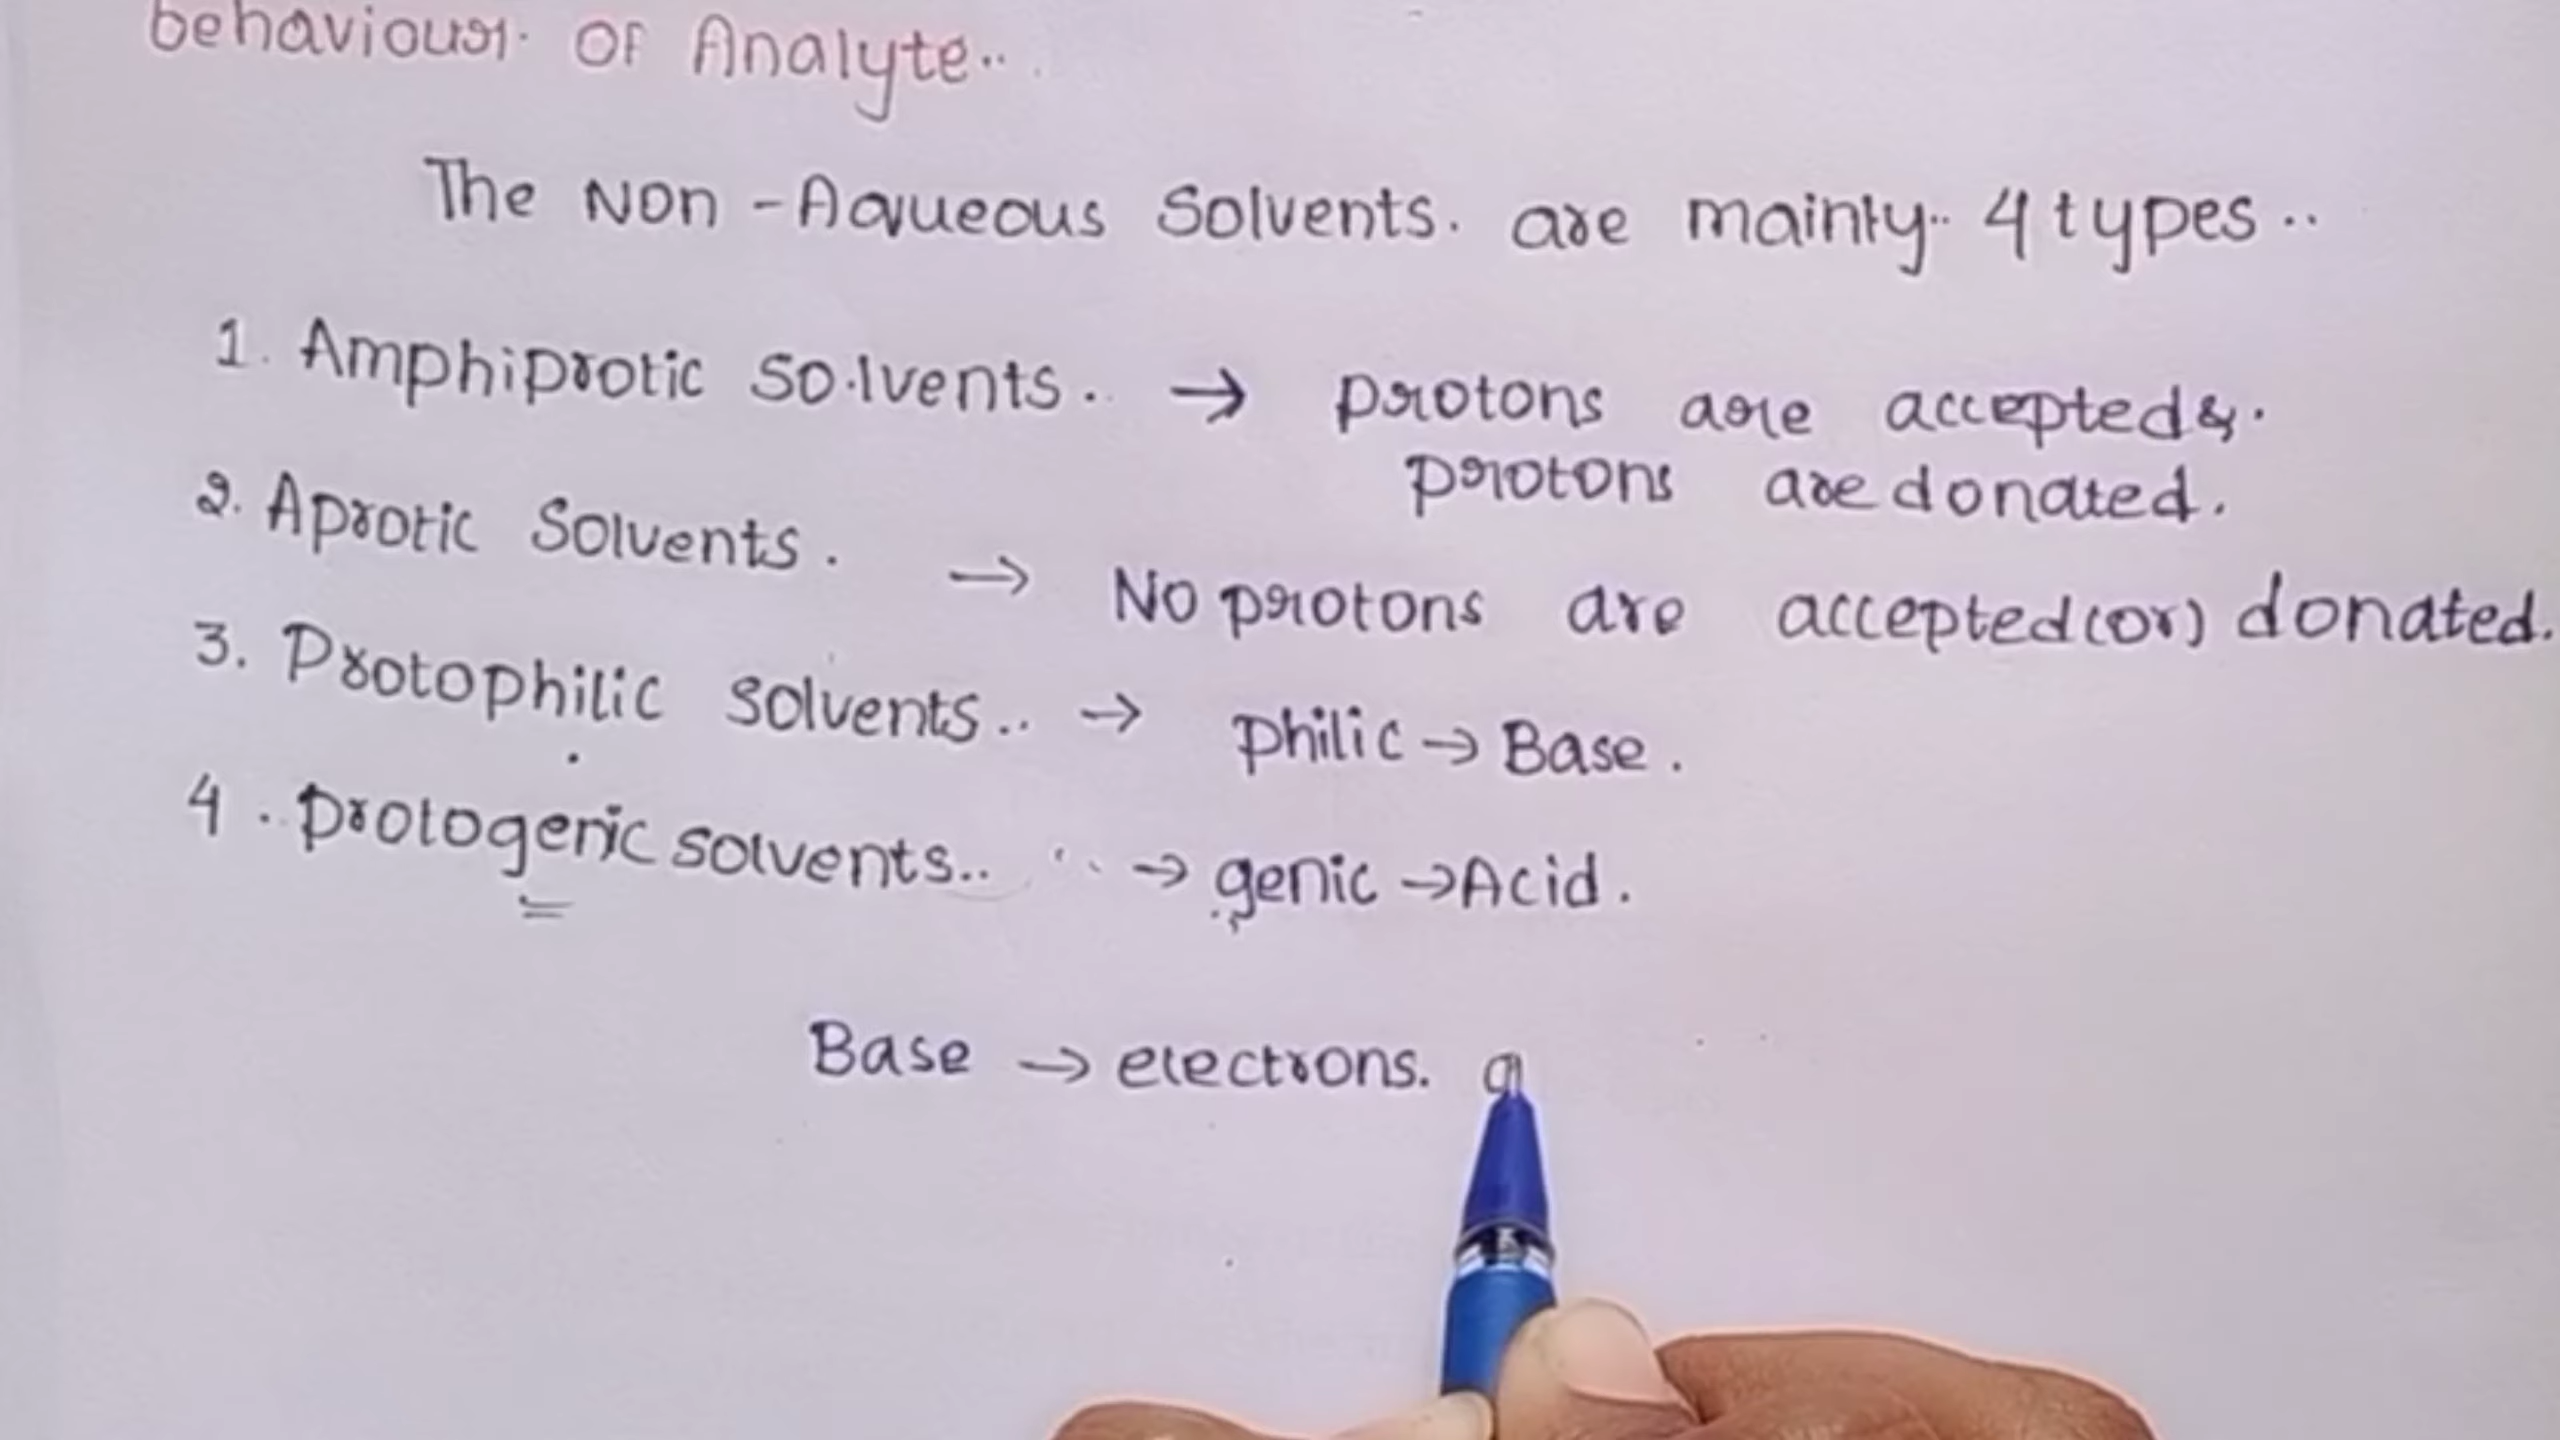 behaviour. OF Analyte..
The Non-Aqueous Solvents. are mainly.. 4 types..
1. Amphiprotic So.lvents.. → protons are accepted &.
protons are donated.
2. Aprotic Solvents. → No protons are accepted (or) donated.
3. Protophilic solvents.. → philic → Base.
4. protogenic solvents.. → genic → Acid.
Base → electrons. a